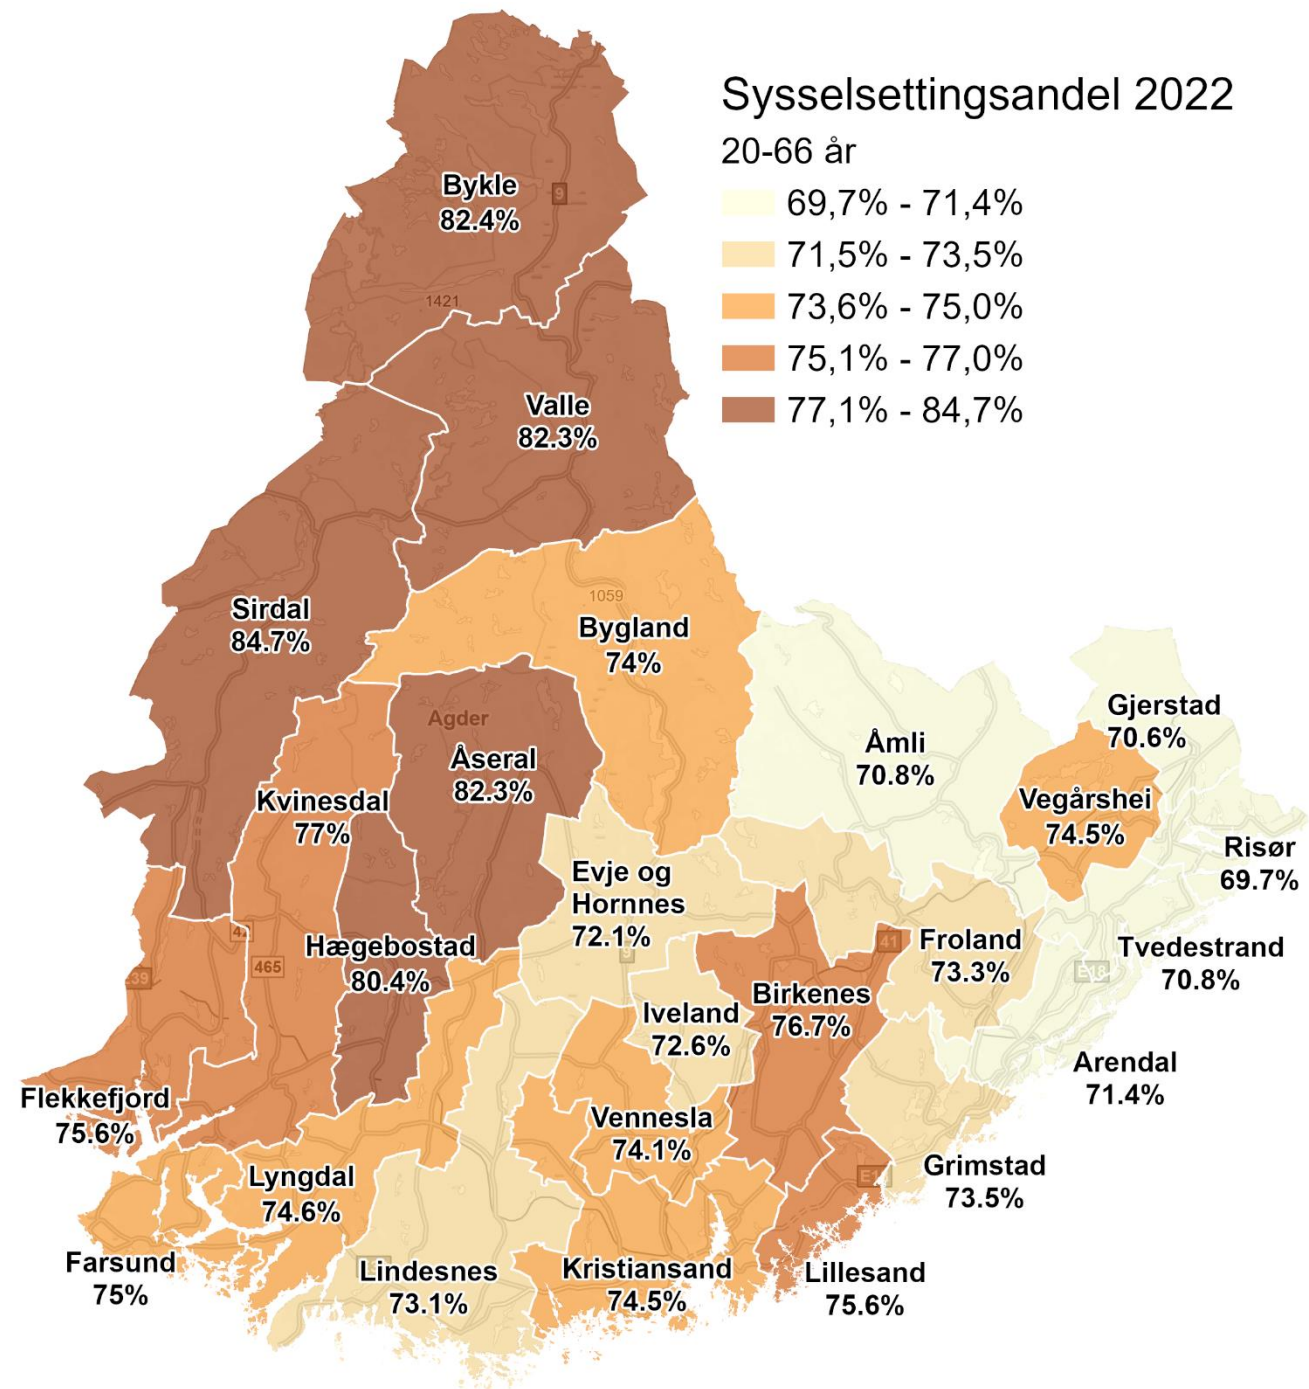 Sysselsettingsandel 2022
20-66 år
69,7% - 71,4%
71,5% - 73,5%
73,6% - 75,0%
75,1% - 77,0%
77,1% - 84,7%
Bykle
82.4%
9
1421
Valle
82.3%
Sirdal
84.7%
1059
Bygland
74%
Agder
Åseral
82.3%
Åmli
70.8%
Gjerstad
70.6%
Vegårshei
74.5%
Kvinesdal
77%
Risør
69.7%
Evje og
Hornnes
72.1%
9
Hægebostad
80.4%
465
41
Froland
73.3%
Tvedestrand
70.8%
E18
Birkenes
76.7%
Iveland
72.6%
Arendal
71.4%
Flekkefjord
75.6%
Vennesla
74.1%
Lyngdal
74.6%
Grimstad
73.5%
Farsund
75%
Lindesnes
73.1%
Kristiansand
74.5%
Lillesand
75.6%